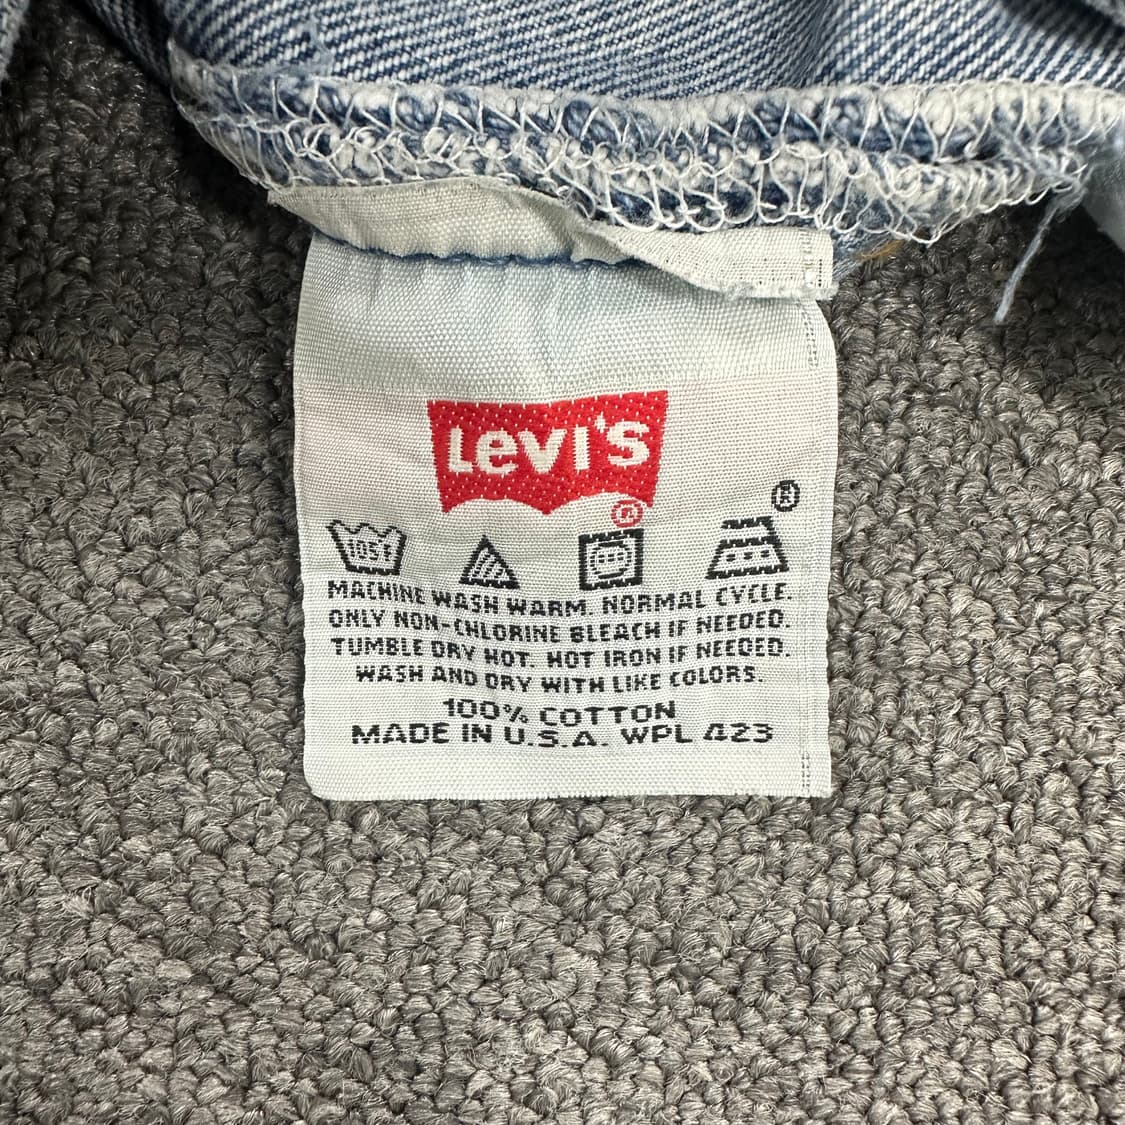 Levi's
®
®
105F
MACHINE WASH WARM. NORMAL CYCLE.
ONLY NON-CHLORINE BLEACH IF NEEDED.
TUMBLE DRY HOT. HOT IRON IF NEEDED.
WASH AND DRY WITH LIKE COLORS.
100% COTTON
MADE IN U.S.A. WPL 423